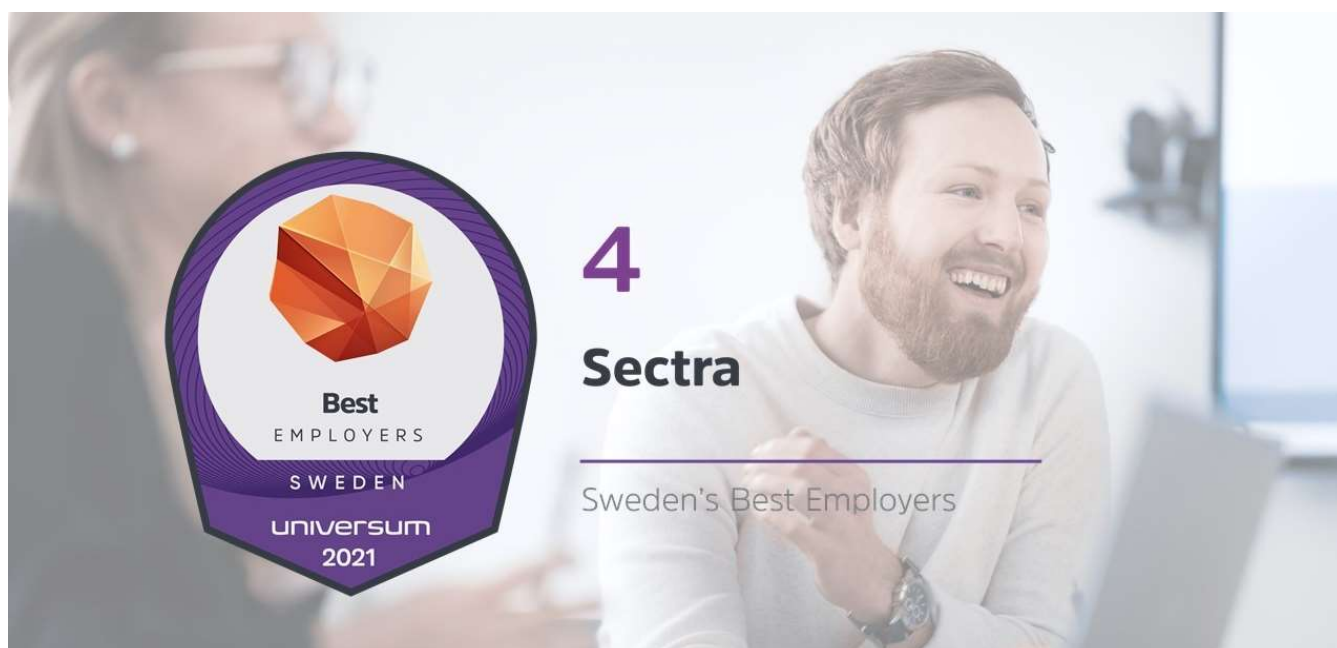 Best
EMPLOYERS
SWEDEN
universum
2021
4
Sectra
Sweden's Best Employers